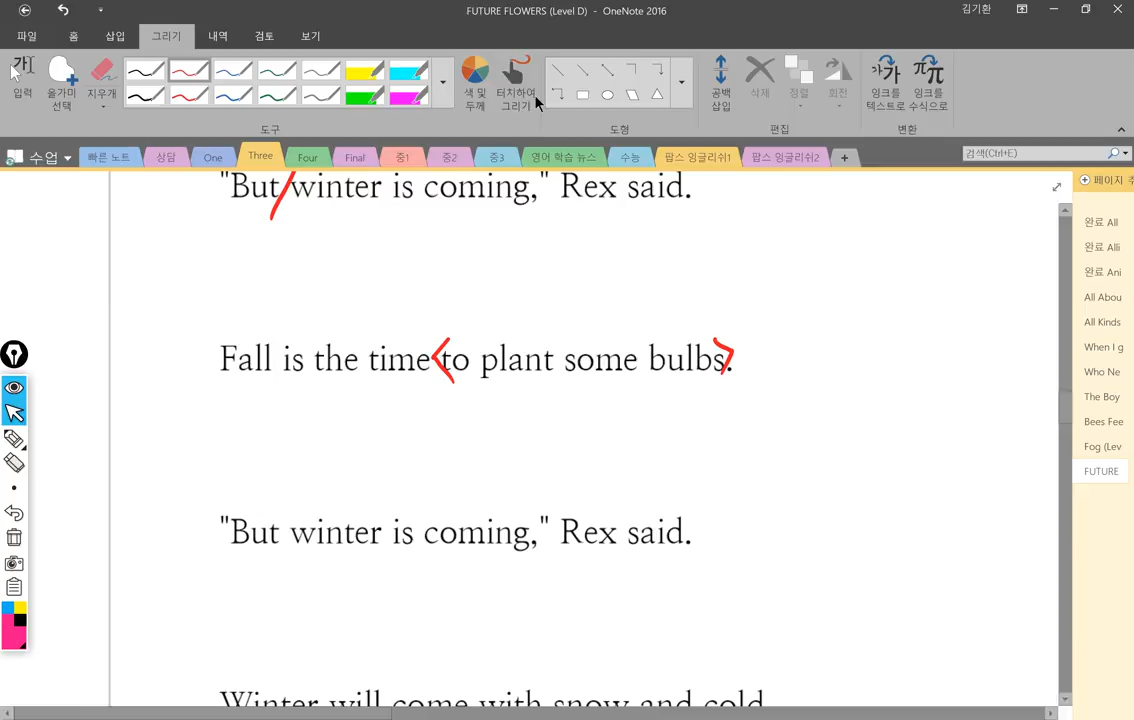 FUTURE FLOWERS (Level D) - OneNote 2016
김기환
파일 홈 삽입 그리기 내역 검토 보기
가
입력
올가미 선택
지우개
색 및 두께
터치하여 그리기
공백 삽입
삭제
정렬
회전
잉크를 텍스트로
잉크를 수식으로
도구 도형 편집 변환
수업 빠른 노트 상담 One Three Four Final 중1 중2 중3 영어 학습 뉴스 수능 팝스 잉글리쉬1 팝스 잉글리쉬2
검색(Ctrl+E)
"But winter is coming," Rex said.
Fall is the time to plant some bulbs.
"But winter is coming," Rex said.
Winter will come with snow and cold
페이지 추
완료 All
완료 Alli
완료 Ani
All Abou
All Kinds
When I g
Who Ne
The Boy
Bees Fee
Fog (Lev
FUTURE